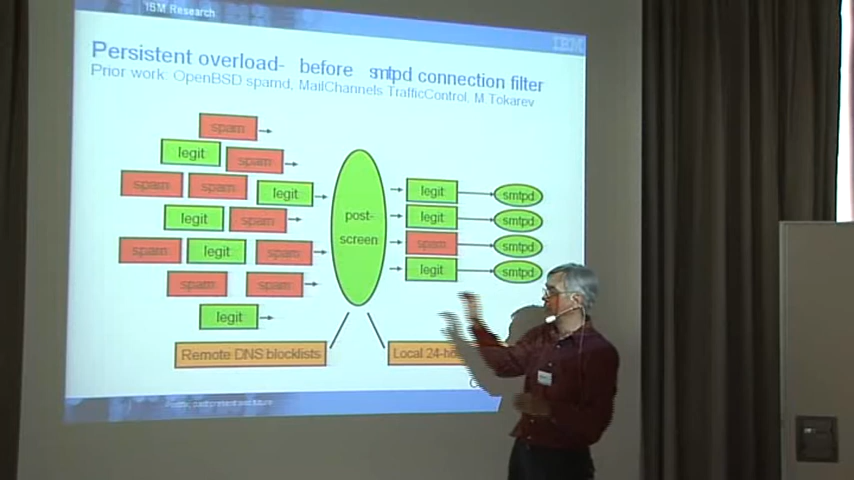 IBM Research
IBM
Persistent overload- before smtpd connection filter
Prior work: OpenBSD spamd, MailChannels TrafficControl, M Tokarev
spam
legit
spam
spam
spam
legit
legit
spam
spam
legit
spam
spam
spam
legit
post-
screen
legit
smtpd
legit
smtpd
spam
smtpd
legit
smtpd
Remote DNS blocklists
Local 24-ho